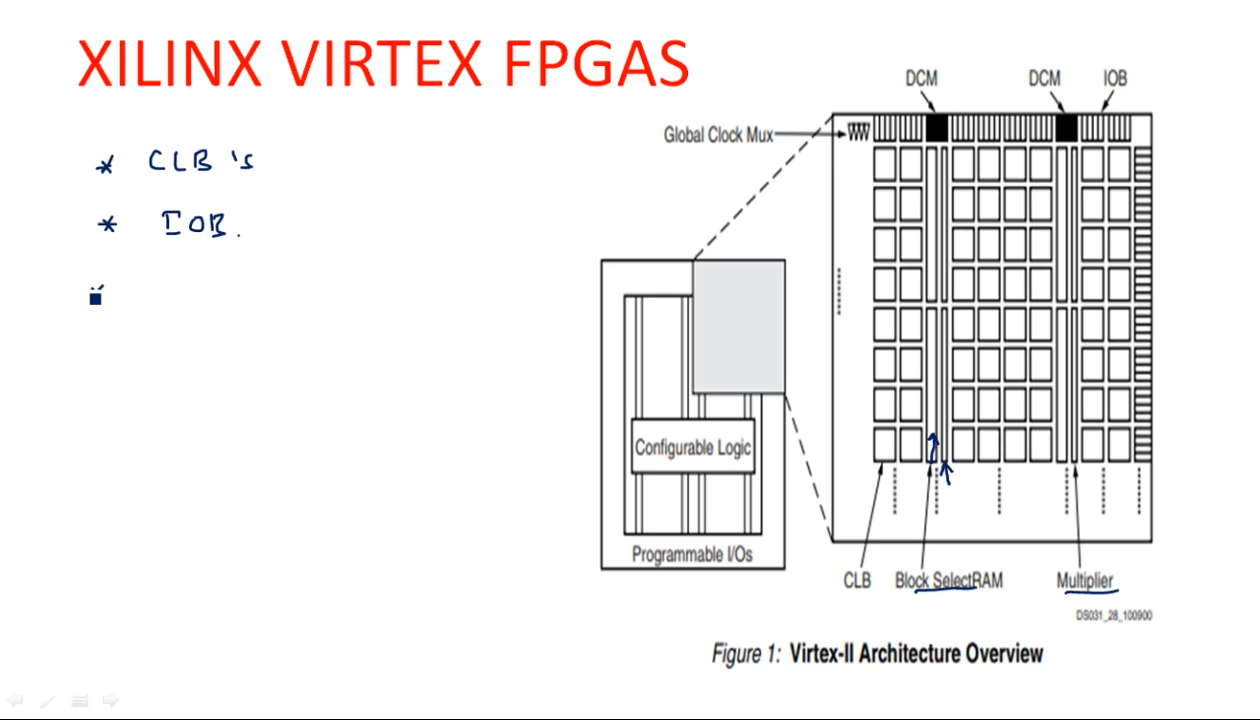 XILINX VIRTEX FPGAS
* CLB's
* IOB.
DCM DCM IOB
Global Clock Mux
Configurable Logic
Programmable I/Os
CLB Block SelectRAM Multiplier
DS031_28_100900
Figure 1: Virtex-II Architecture Overview